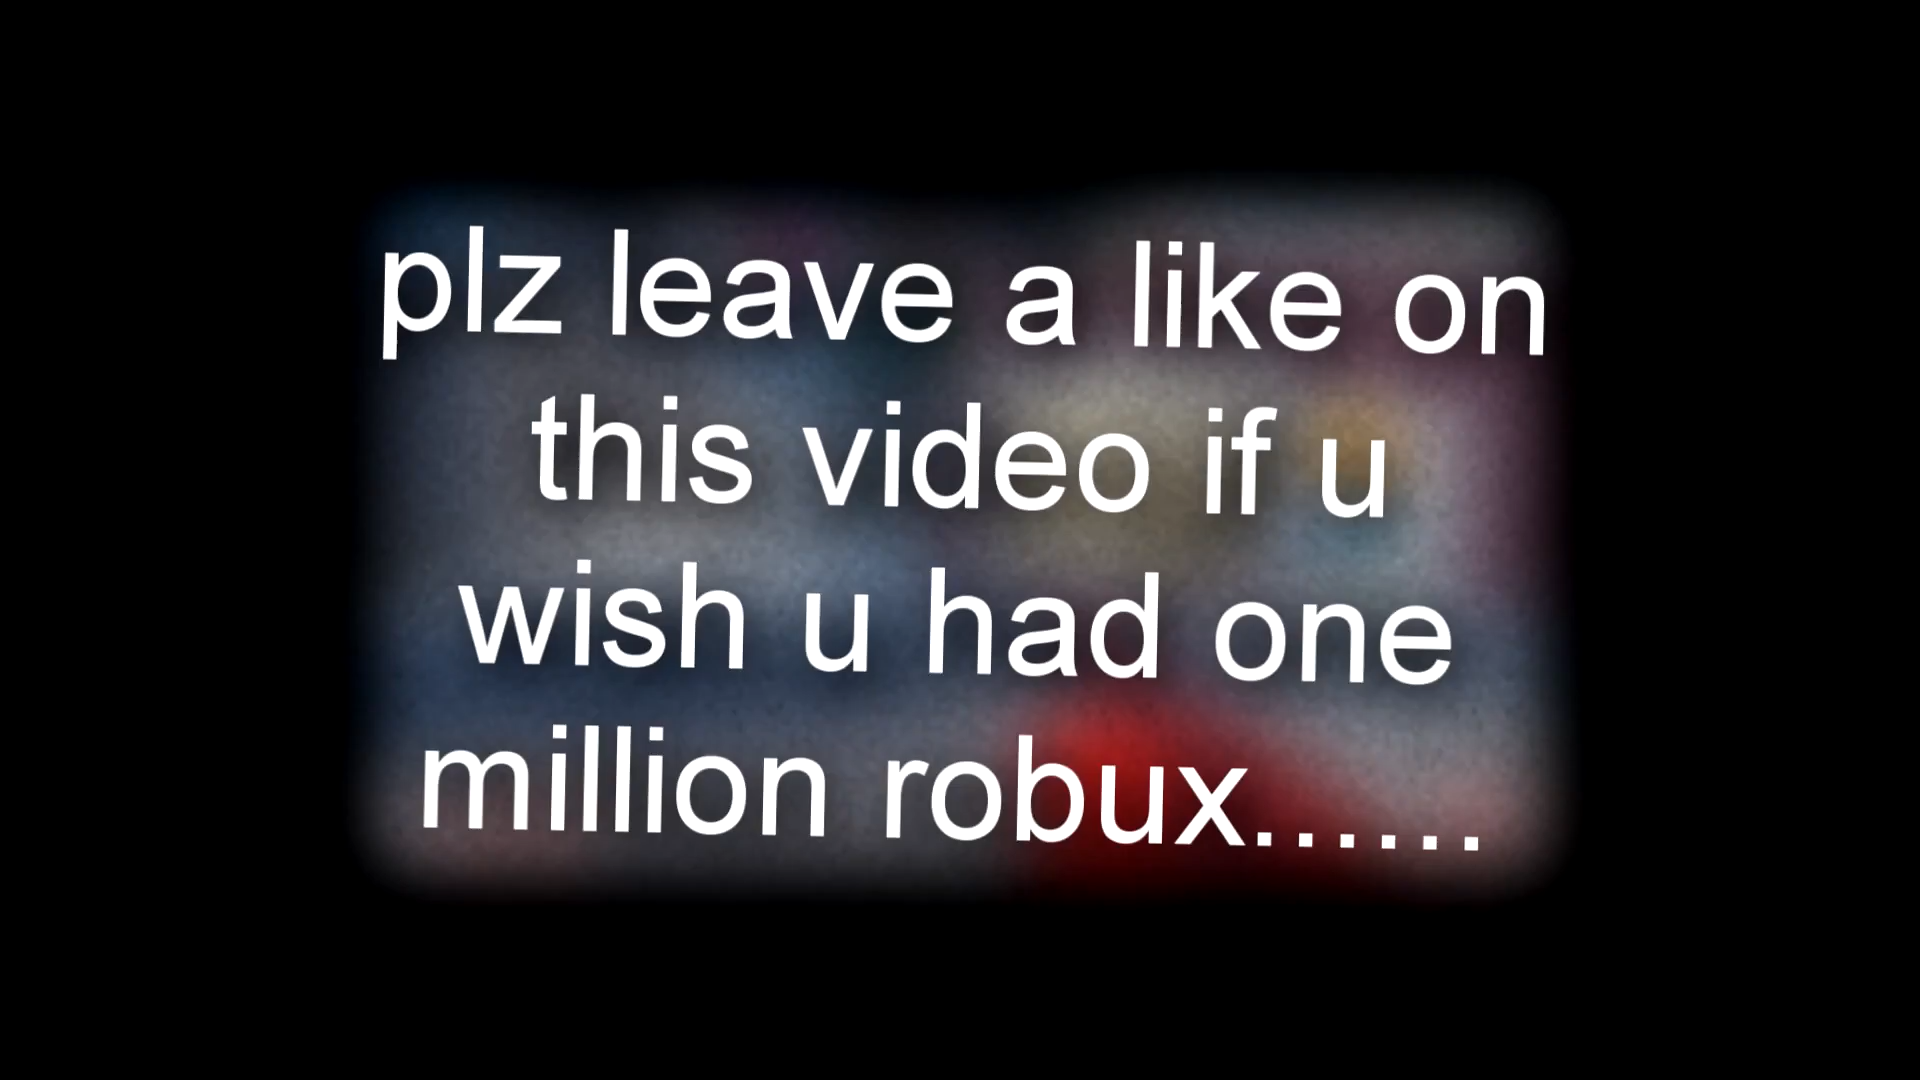 plz leave a like on
this video if u
wish u had one
million robux......